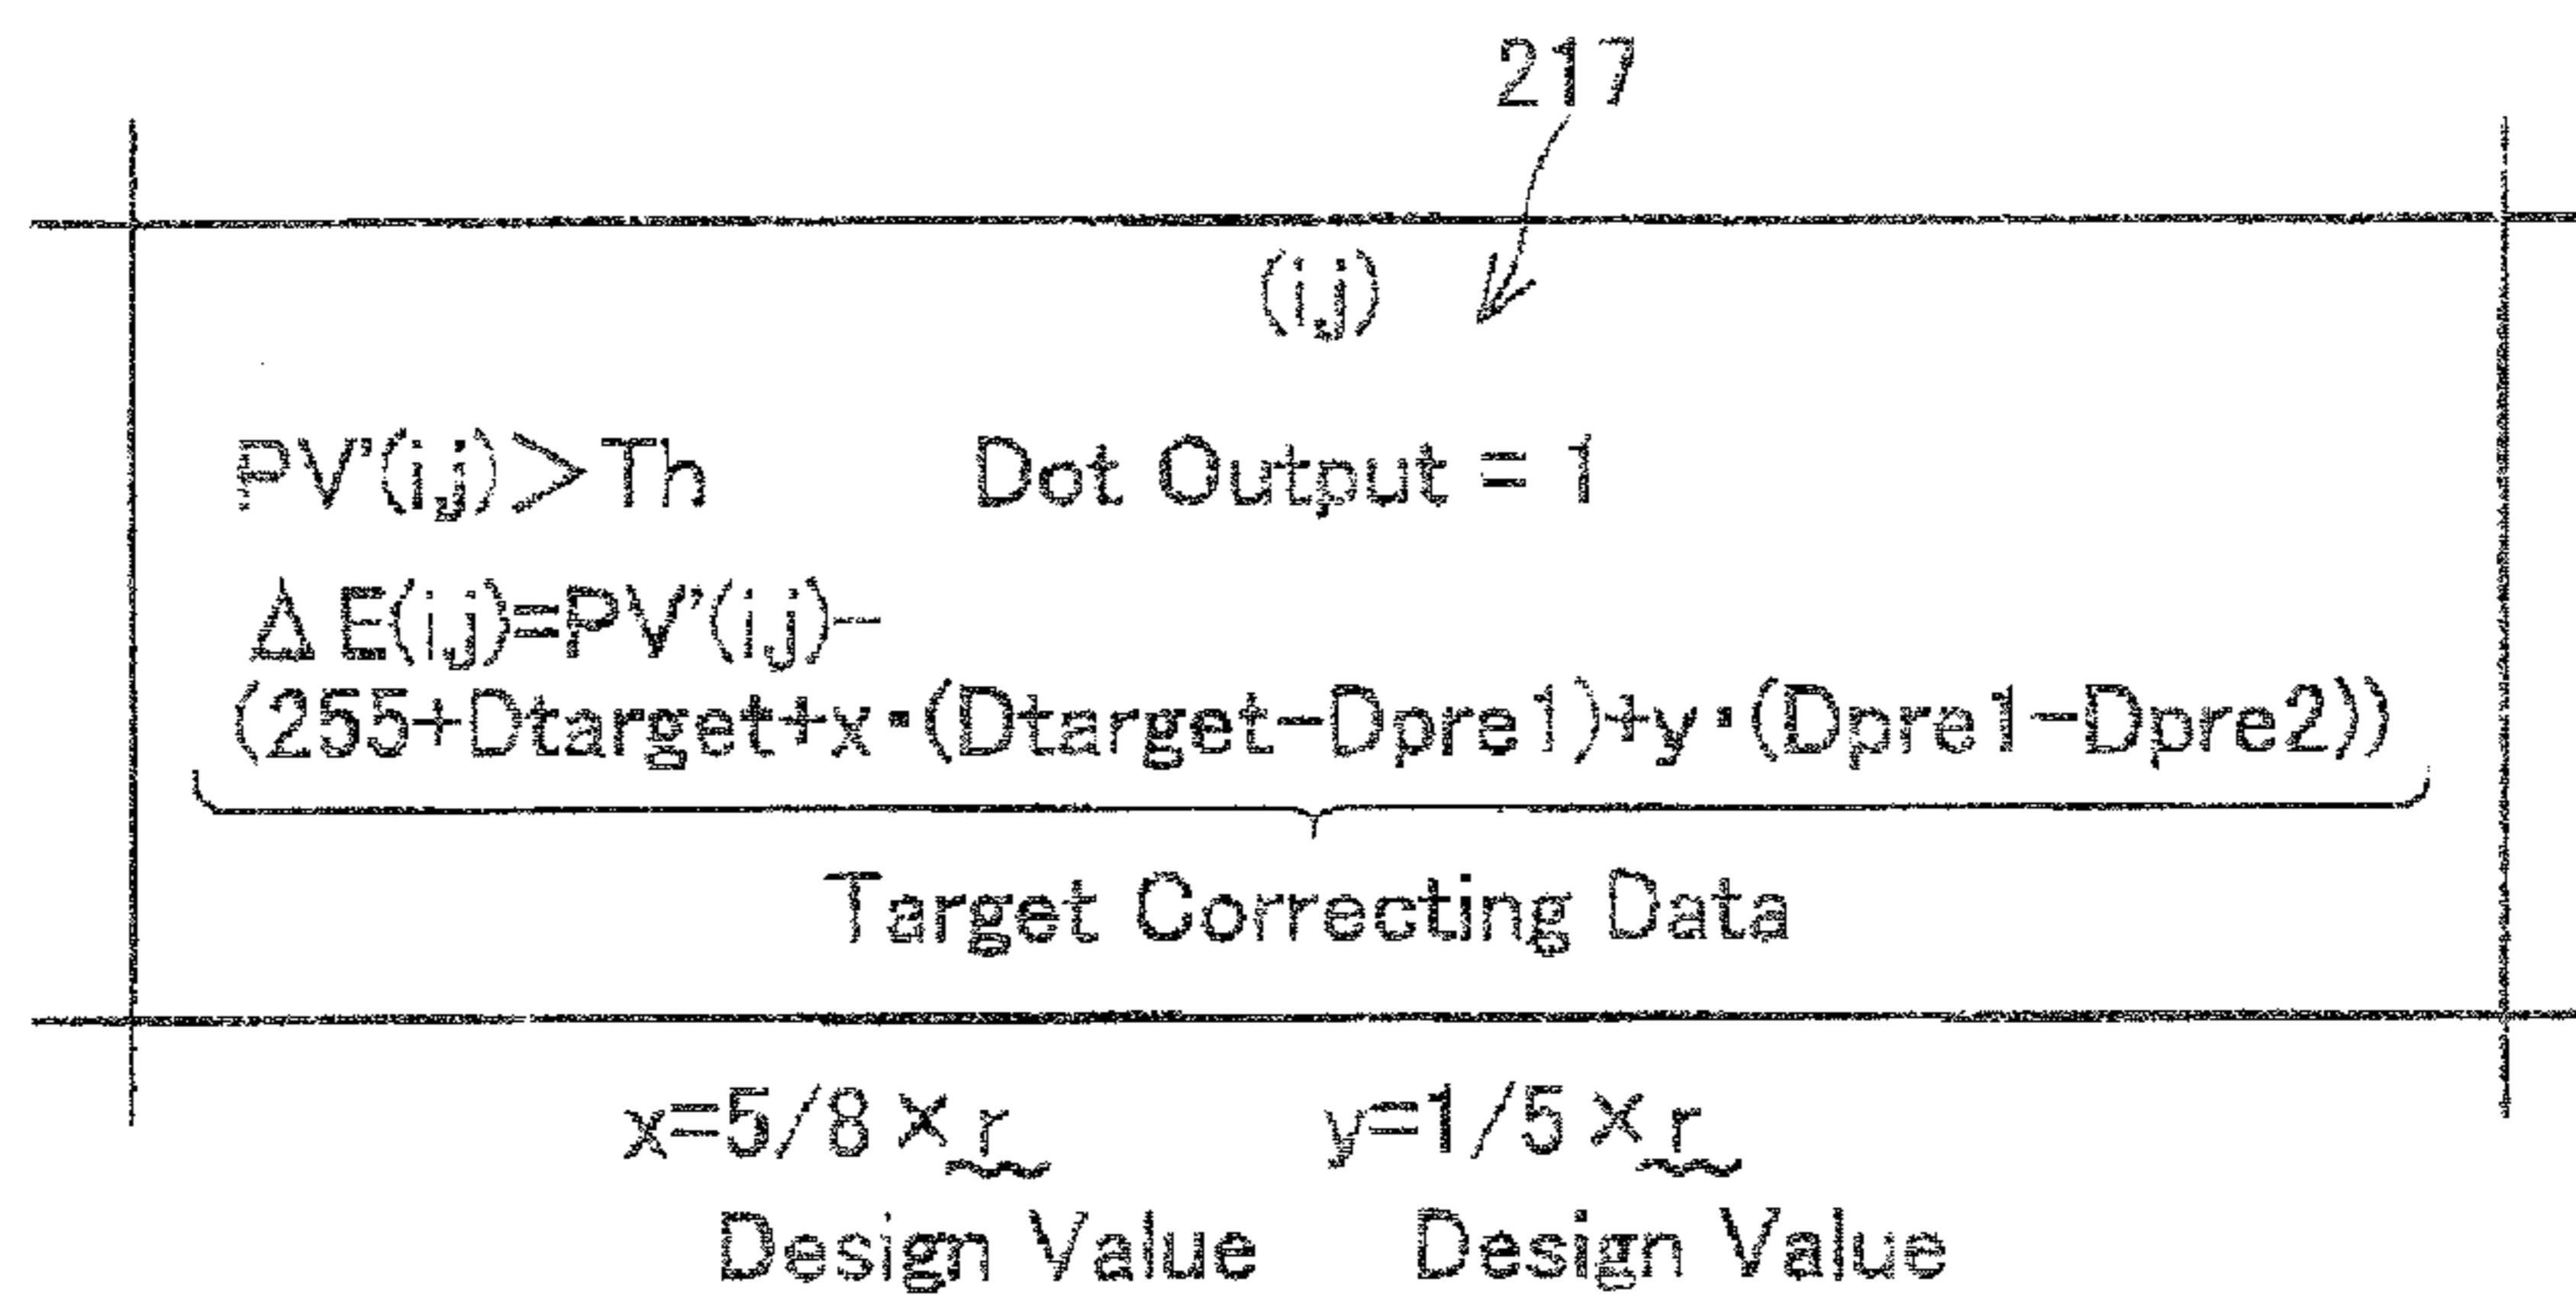 217
(i,j)
PV'(i,j)>Th Dot Output = 1
ΔE(i,j)=PV'(i,j)-
(255+Dtarget+x・(Dtarget-Dpre1)+y・(Dpre1-Dpre2))
Target Correcting Data
x=5/8×r y=1/5×r
Design Value Design Value